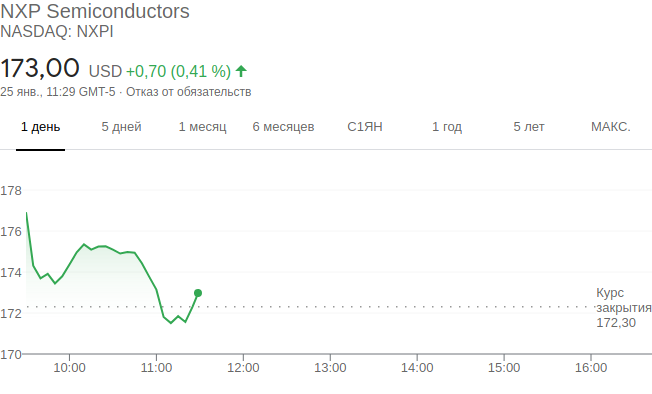 NXP Semiconductors
NASDAQ: NXPI
173,00 USD +0,70 (0,41 %)
25 янв., 11:29 GMT-5 · Отказ от обязательств
1 день 5 дней 1 месяц 6 месяцев С1ЯН 1 год 5 лет МАКС.
178
176
174
Курс
закрытия
172,30
172
170
10:00 11:00 12:00 13:00 14:00 15:00 16:00